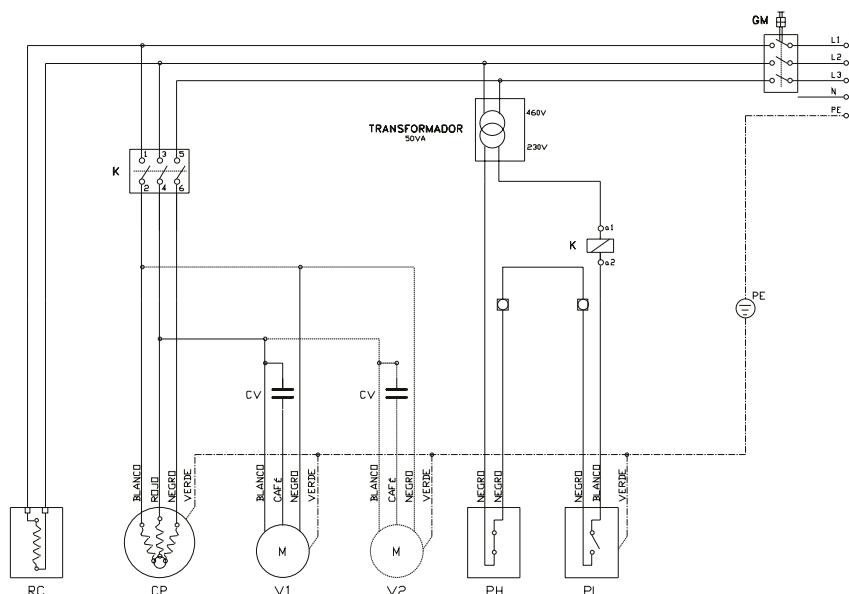 GM
L1
L2
L3
N
PE
TRANSFORMADOR
50VA
460V
230V
K
1 3 5
2 4 6
K
a1
a2
PE
CV
CV
BLANCO
ROJO
NEGRO
VERDE
BLANCO
CAFÉ
NEGRO
VERDE
BLANCO
CAFÉ
NEGRO
VERDE
NEGRO
NEGRO
NEGRO
BLANCO
VERDE
M
M
RC
CP
V1
V2
PH
PL